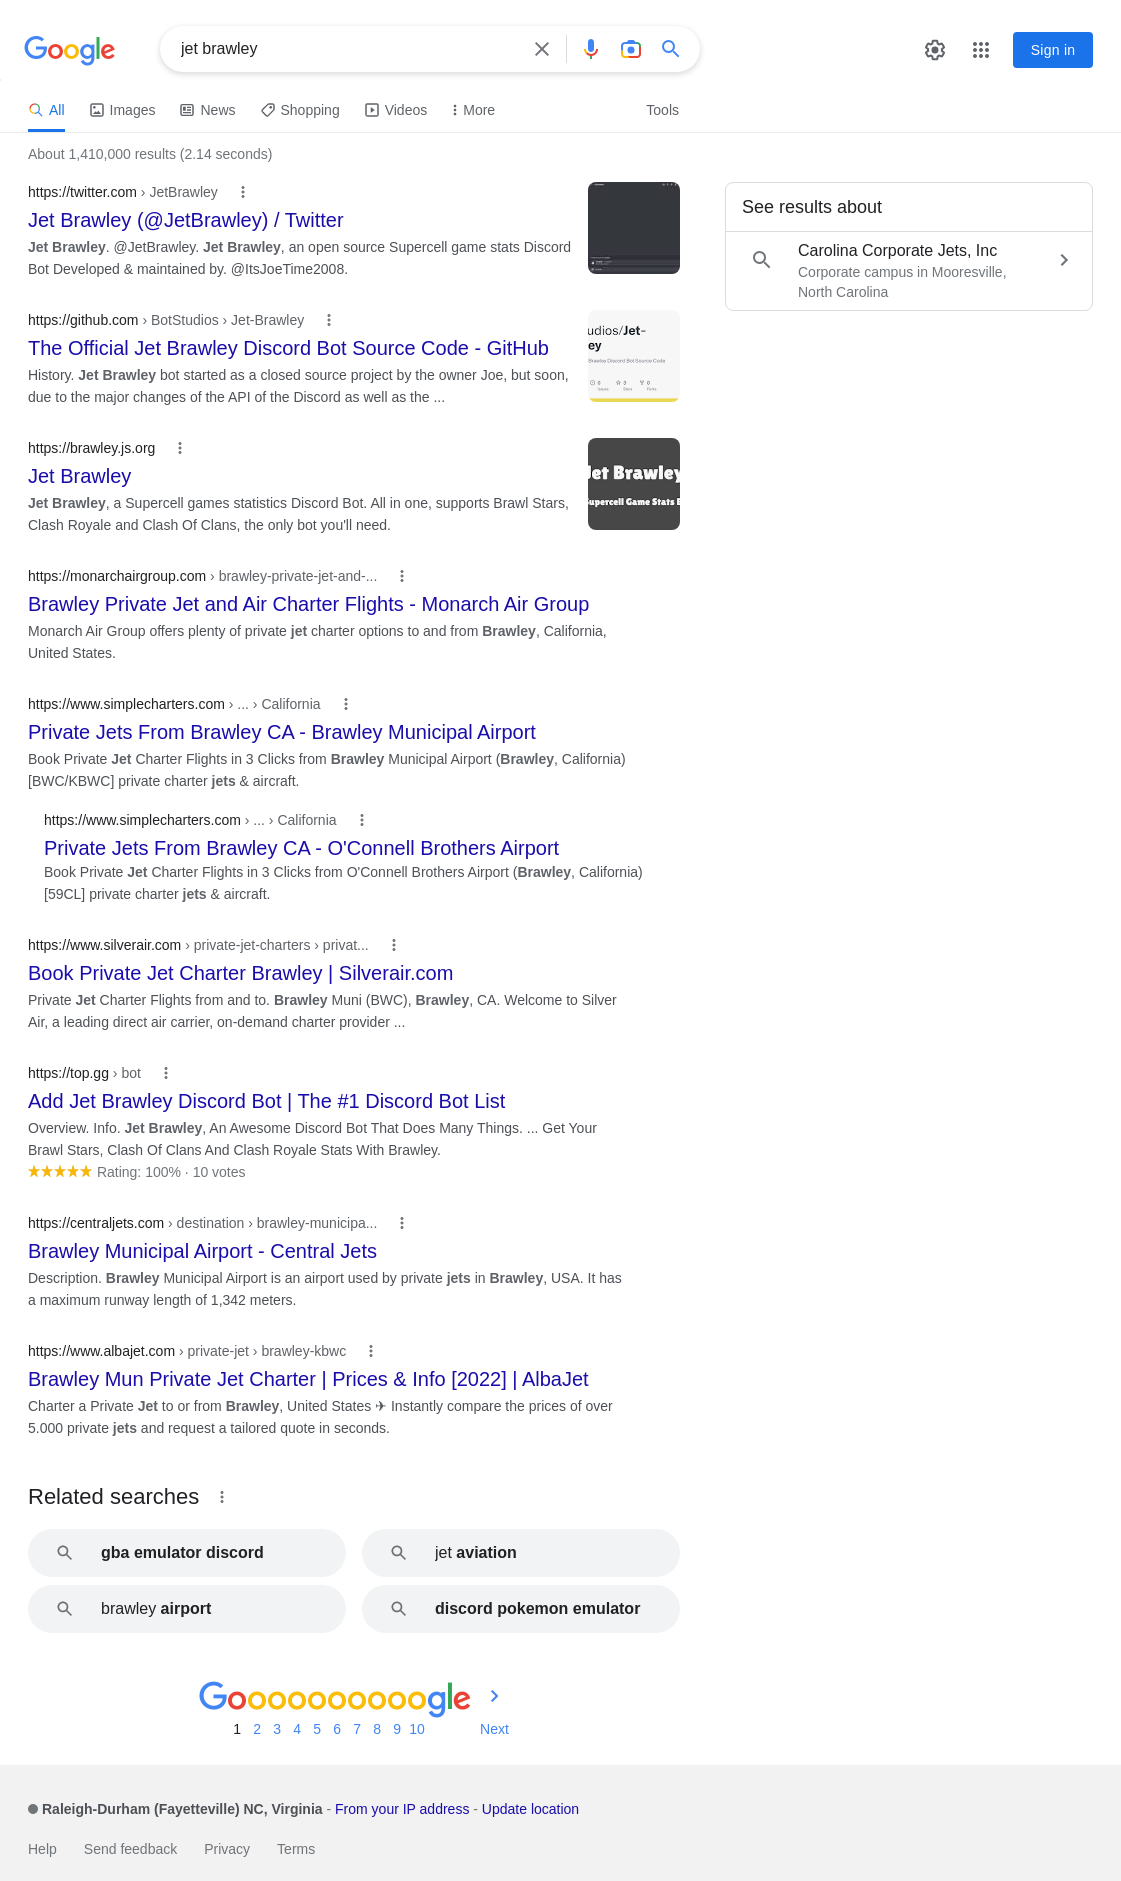 Google
jet brawley
Sign in
All
Images
News
Shopping
Videos
More
Tools
About 1,410,000 results (2.14 seconds)
https://twitter.com › JetBrawley
Jet Brawley (@JetBrawley) / Twitter
Jet Brawley. @JetBrawley. Jet Brawley, an open source Supercell game stats Discord
Bot Developed & maintained by. @ItsJoeTime2008.
See results about
Carolina Corporate Jets, Inc
Corporate campus in Mooresville,
North Carolina
https://github.com › BotStudios › Jet-Brawley
The Official Jet Brawley Discord Bot Source Code - GitHub
History. Jet Brawley bot started as a closed source project by the owner Joe, but soon,
due to the major changes of the API of the Discord as well as the ...
udios/Jet-
ey
Brawley Discord Bot Source Code
https://brawley.js.org
Jet Brawley
Jet Brawley, a Supercell games statistics Discord Bot. All in one, supports Brawl Stars,
Clash Royale and Clash Of Clans, the only bot you'll need.
Jet Brawley
Supercell Game Stats B
https://monarchairgroup.com › brawley-private-jet-and-...
Brawley Private Jet and Air Charter Flights - Monarch Air Group
Monarch Air Group offers plenty of private jet charter options to and from Brawley, California,
United States.
https://www.simplecharters.com › ... › California
Private Jets From Brawley CA - Brawley Municipal Airport
Book Private Jet Charter Flights in 3 Clicks from Brawley Municipal Airport (Brawley, California)
[BWC/KBWC] private charter jets & aircraft.
https://www.simplecharters.com › ... › California
Private Jets From Brawley CA - O'Connell Brothers Airport
Book Private Jet Charter Flights in 3 Clicks from O'Connell Brothers Airport (Brawley, California)
[59CL] private charter jets & aircraft.
https://www.silverair.com › private-jet-charters › privat...
Book Private Jet Charter Brawley | Silverair.com
Private Jet Charter Flights from and to. Brawley Muni (BWC), Brawley, CA. Welcome to Silver
Air, a leading direct air carrier, on-demand charter provider ...
https://top.gg › bot
Add Jet Brawley Discord Bot | The #1 Discord Bot List
Overview. Info. Jet Brawley, An Awesome Discord Bot That Does Many Things. ... Get Your
Brawl Stars, Clash Of Clans And Clash Royale Stats With Brawley.
Rating: 100% · 10 votes
https://centraljets.com › destination › brawley-municipa...
Brawley Municipal Airport - Central Jets
Description. Brawley Municipal Airport is an airport used by private jets in Brawley, USA. It has
a maximum runway length of 1,342 meters.
https://www.albajet.com › private-jet › brawley-kbwc
Brawley Mun Private Jet Charter | Prices & Info [2022] | AlbaJet
Charter a Private Jet to or from Brawley, United States ✈ Instantly compare the prices of over
5.000 private jets and request a tailored quote in seconds.
Related searches
gba emulator discord
jet aviation
brawley airport
discord pokemon emulator
Goooooooooogle
1 2 3 4 5 6 7 8 9 10 Next
Raleigh-Durham (Fayetteville) NC, Virginia - From your IP address - Update location
Help Send feedback Privacy Terms